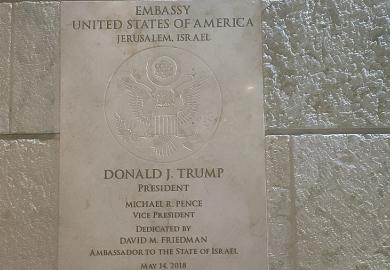 EMBASSY
UNITED STATES OF AMERICA
JERUSALEM, ISRAEL
DONALD J. TRUMP
PRESIDENT
MICHAEL R. PENCE
VICE PRESIDENT
DEDICATED BY
DAVID M. FRIEDMAN
AMBASSADOR TO THE STATE OF ISRAEL
MAY 14, 2018